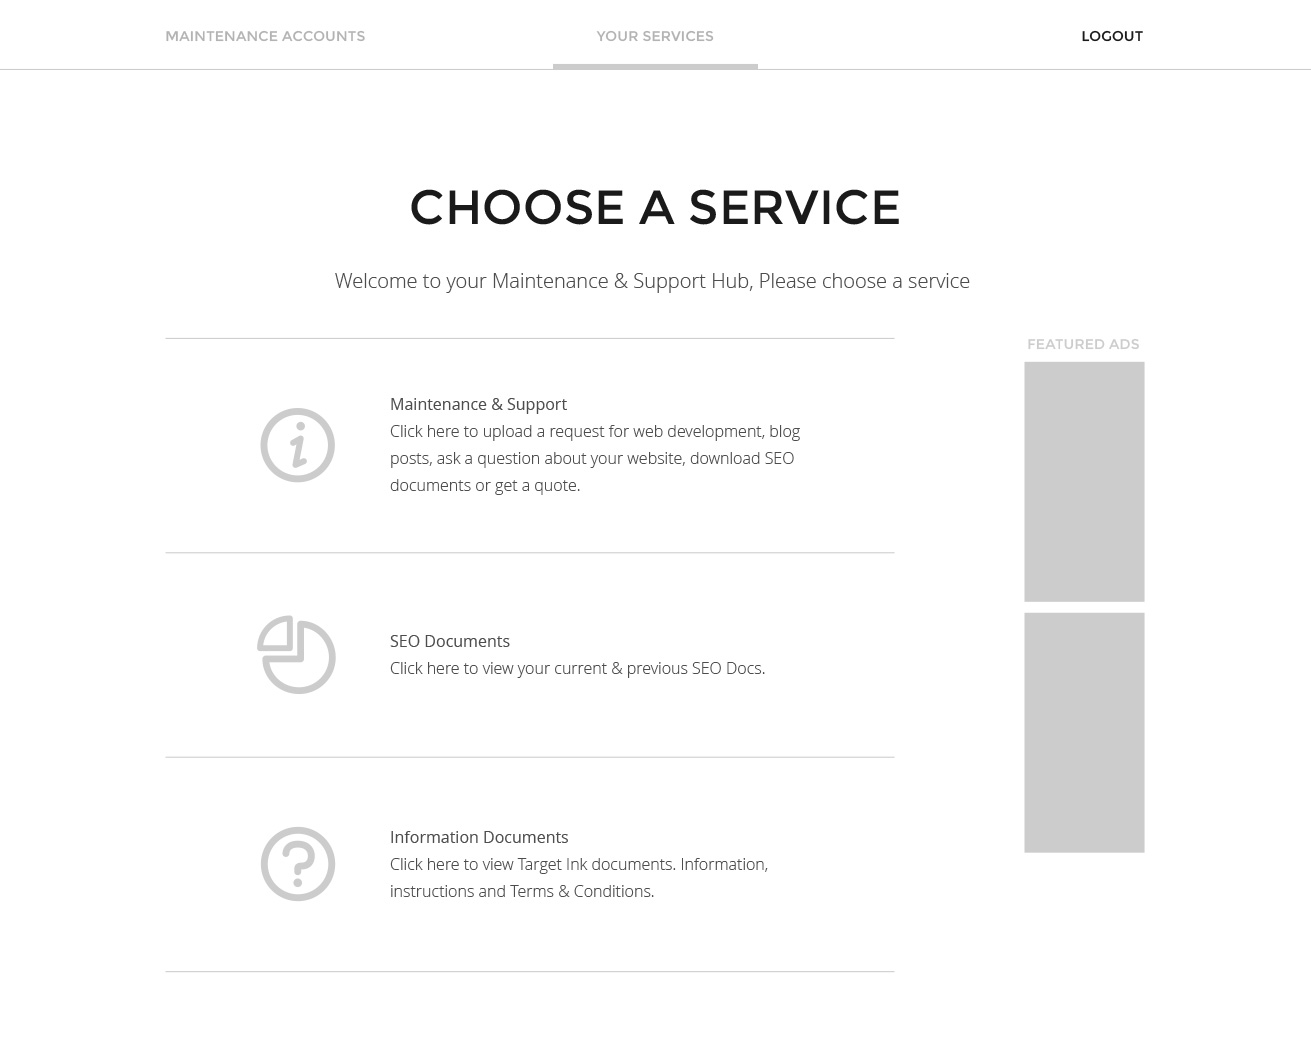 MAINTENANCE ACCOUNTS
YOUR SERVICES
LOGOUT
CHOOSE A SERVICE
Welcome to your Maintenance & Support Hub, Please choose a service
FEATURED ADS
Maintenance & Support
Click here to upload a request for web development, blog
posts, ask a question about your website, download SEO
documents or get a quote.
SEO Documents
Click here to view your current & previous SEO Docs.
Information Documents
Click here to view Target Ink documents. Information,
instructions and Terms & Conditions.